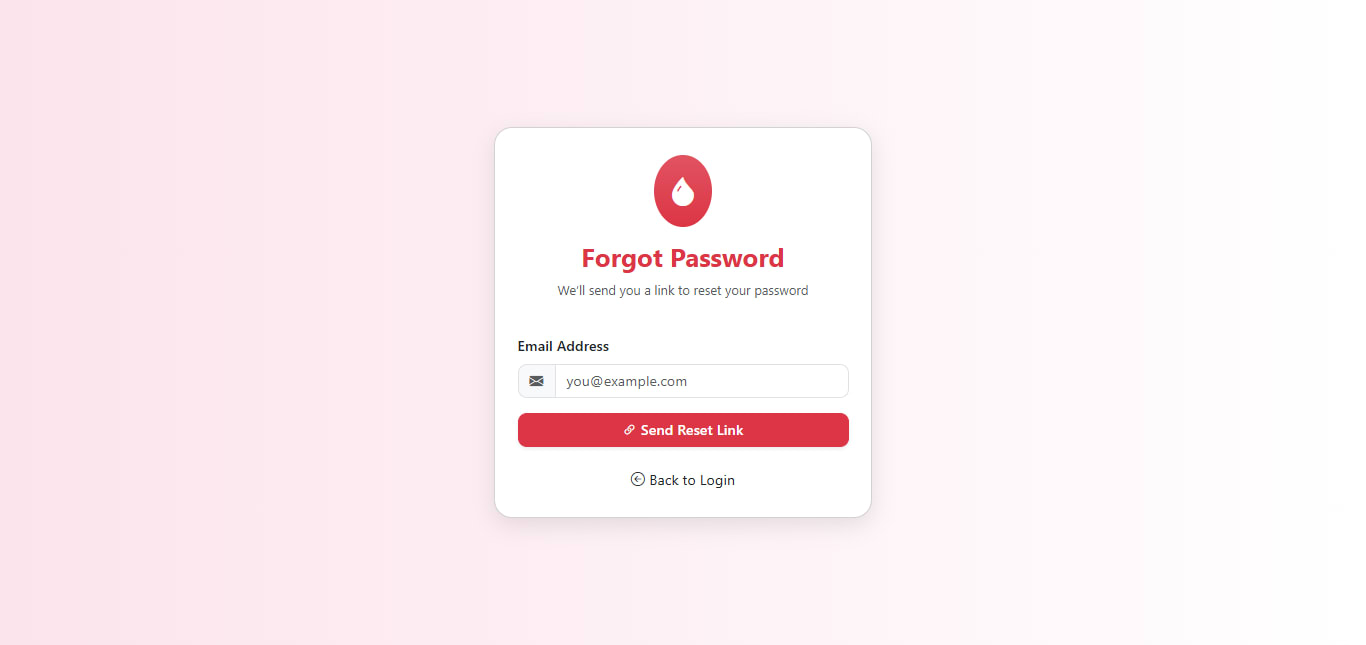 Forgot Password
We'll send you a link to reset your password
Email Address
you@example.com
Send Reset Link
Back to Login